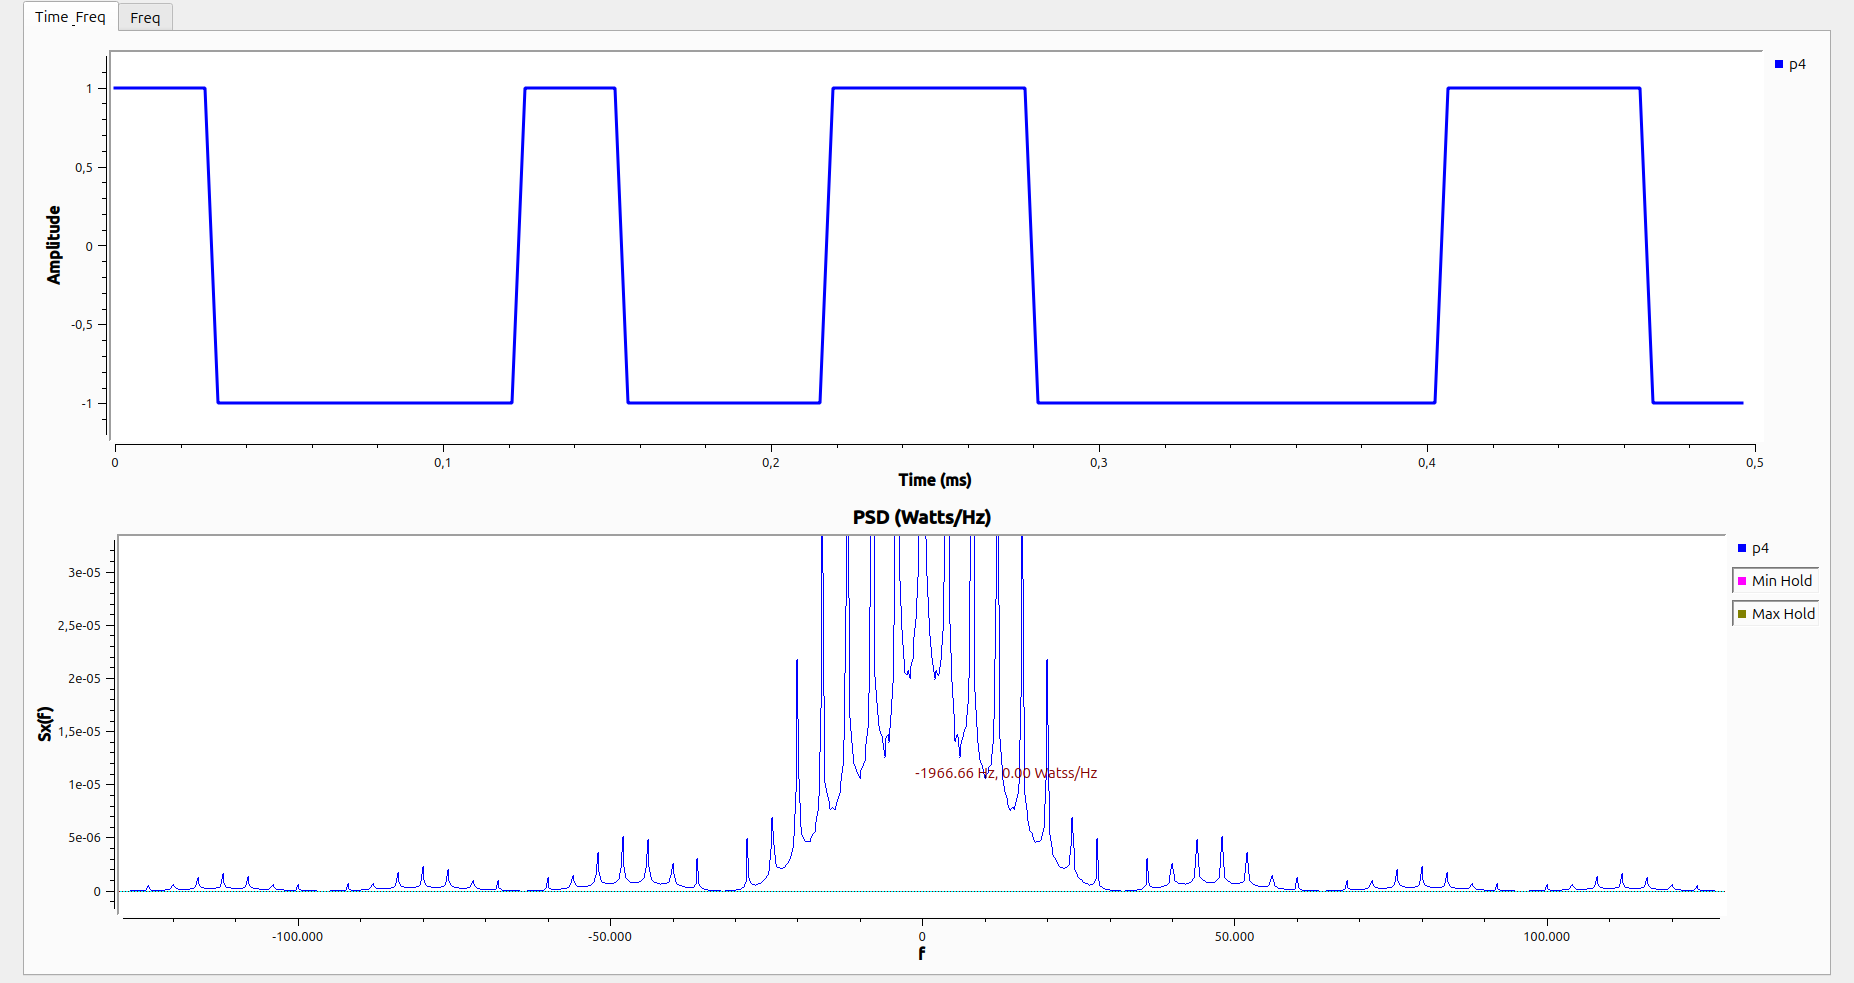 Time_Freq
Freq
p4
1
0,5
0
-0,5
-1
Amplitude
0
0,1
0,2
0,3
0,4
0,5
Time (ms)
PSD (Watts/Hz)
p4
Min Hold
Max Hold
3e-05
2,5e-05
2e-05
1,5e-05
1e-05
5e-06
0
Sx(f)
-1966.66 Hz, 0.00 Watss/Hz
-100.000
-50.000
0
50.000
100.000
f